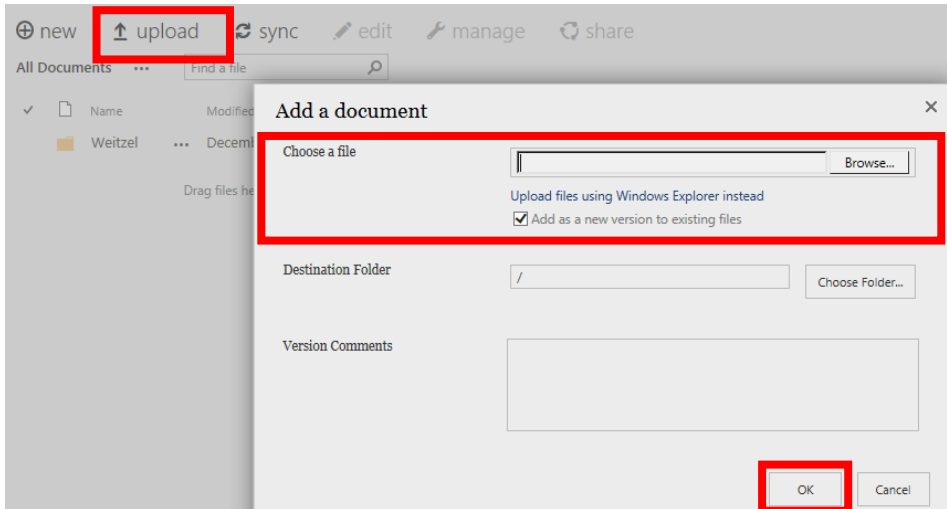 new upload sync edit manage share
All Documents ... Find a file
Name Modified
Weitzel ... Decemb
Drag files he
Add a document
Choose a file
Browse...
Upload files using Windows Explorer instead
Add as a new version to existing files
Destination Folder / Choose Folder...
Version Comments
OK Cancel